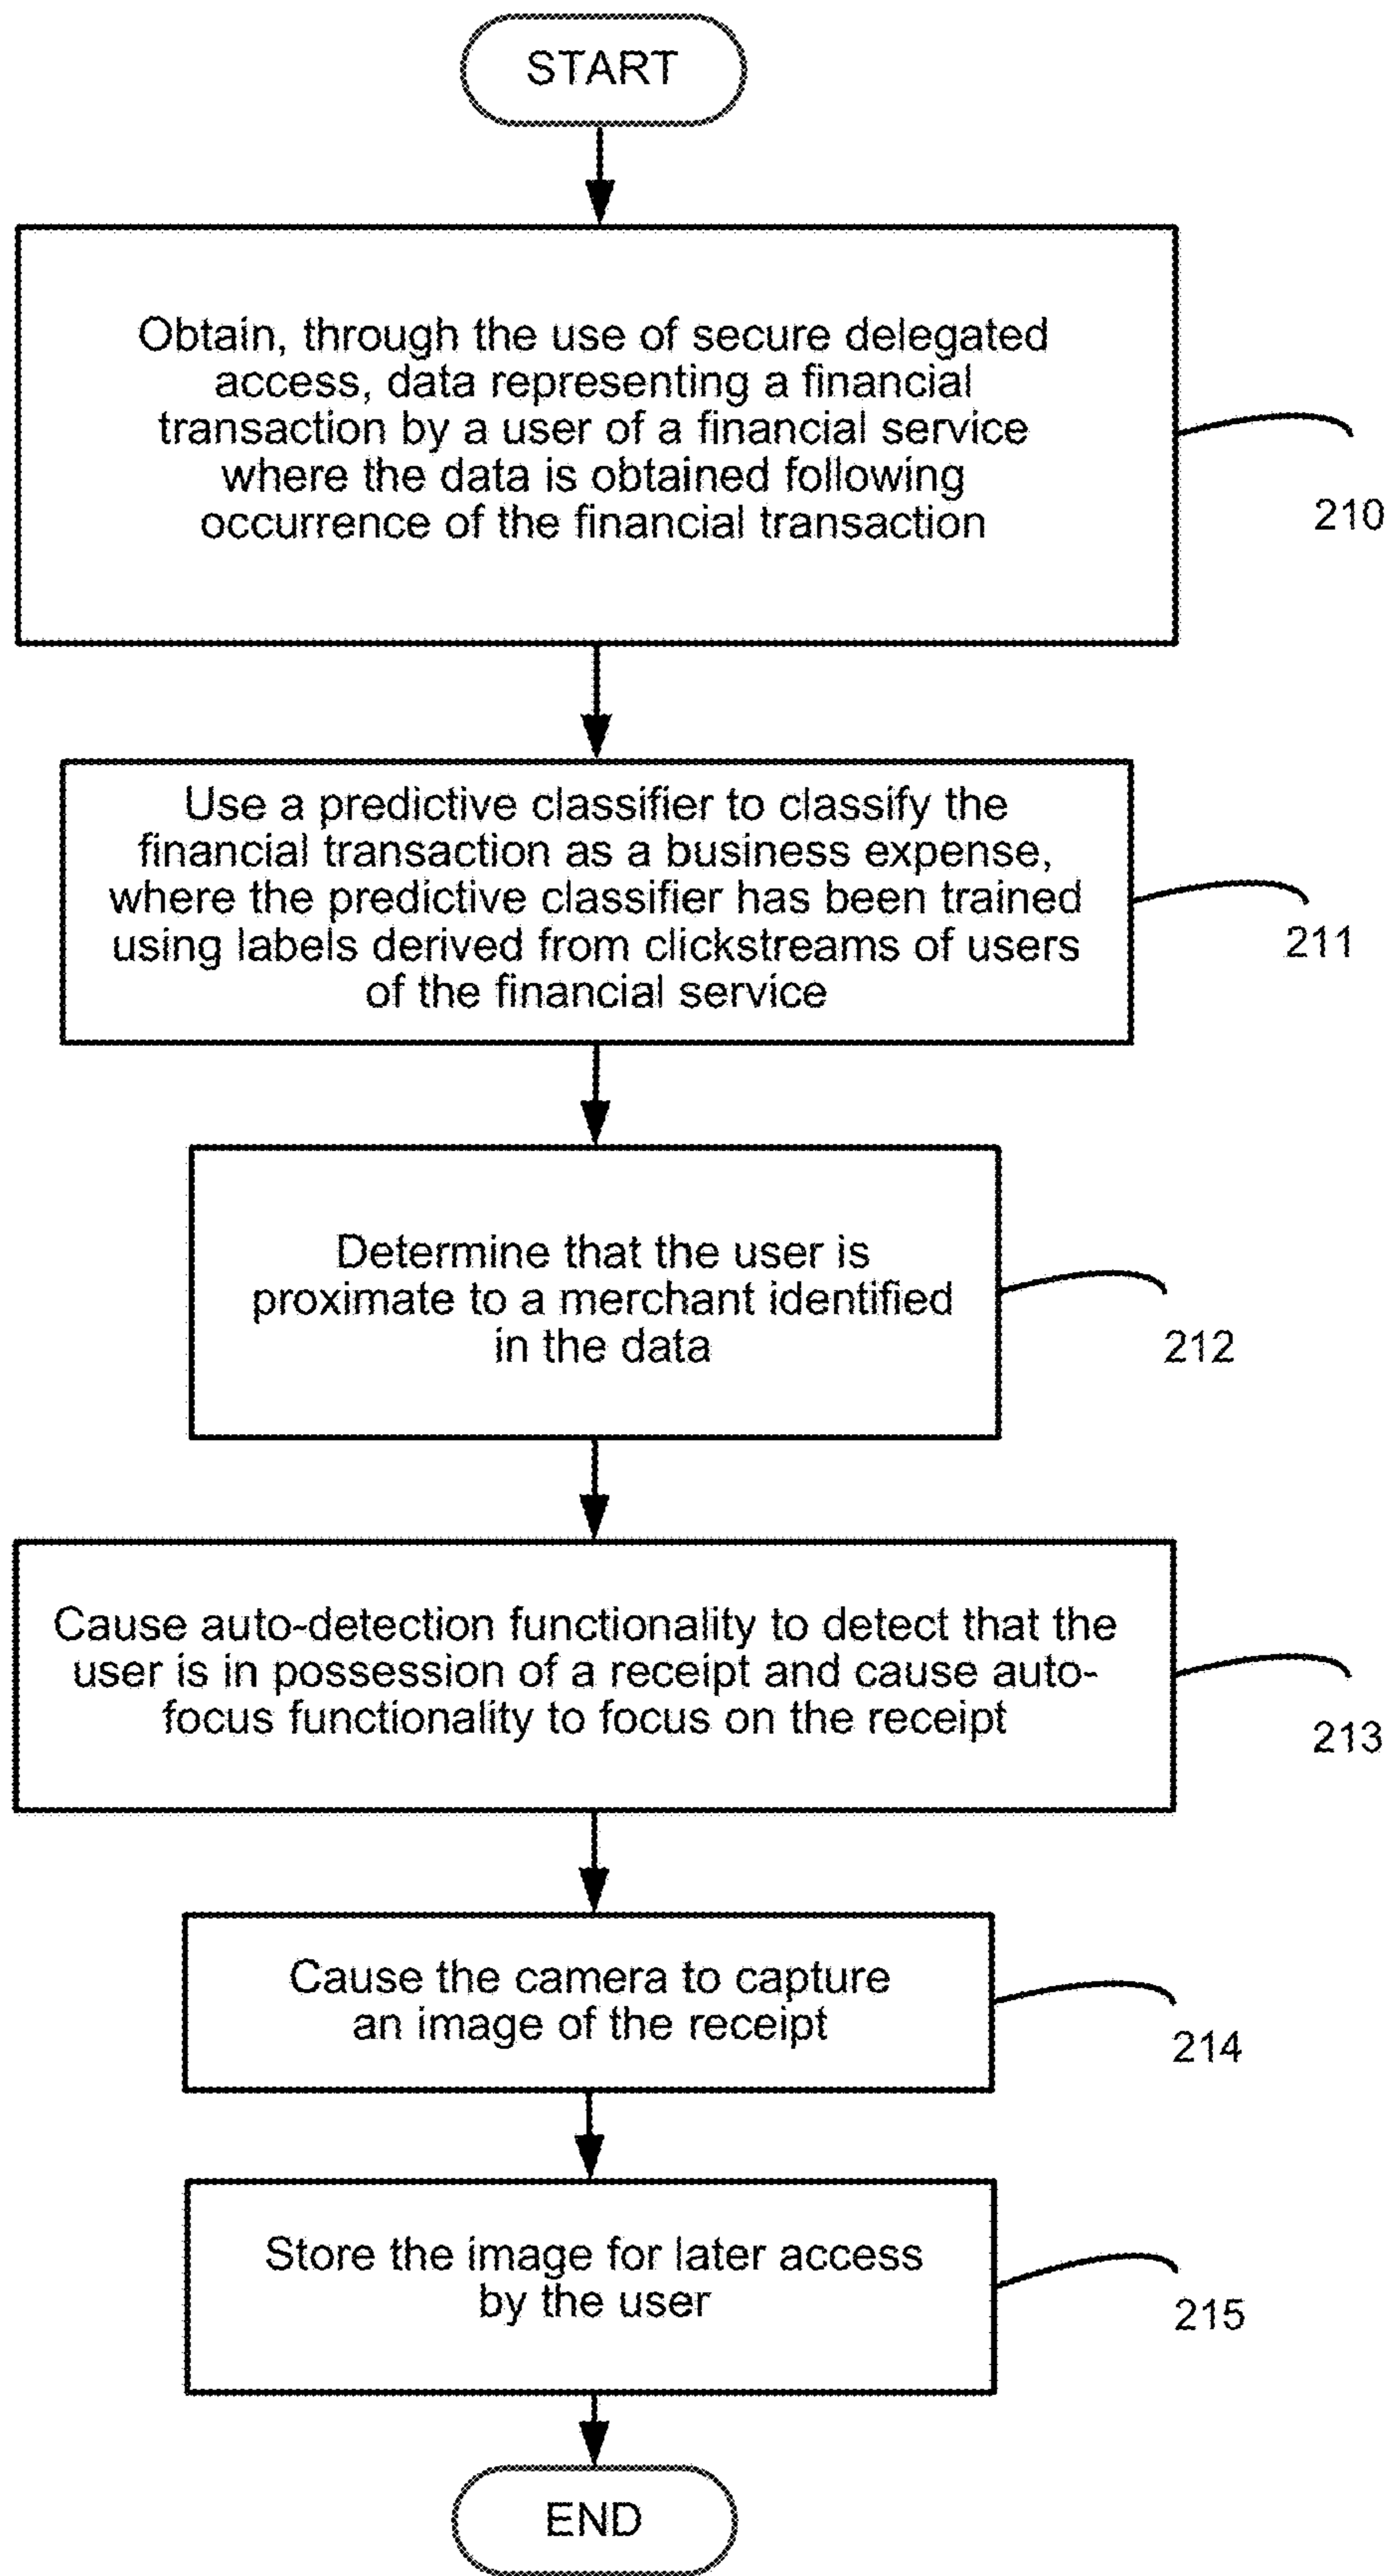 START
Obtain, through the use of secure delegated
access, data representing a financial
transaction by a user of a financial service
where the data is obtained following
occurrence of the financial transaction
210
Use a predictive classifier to classify the
financial transaction as a business expense,
where the predictive classifier has been trained
using labels derived from clickstreams of users
of the financial service
211
Determine that the user is
proximate to a merchant identified
in the data
212
Cause auto-detection functionality to detect that the
user is in possession of a receipt and cause auto-
focus functionality to focus on the receipt
213
Cause the camera to capture
an image of the receipt
214
Store the image for later access
by the user
215
END